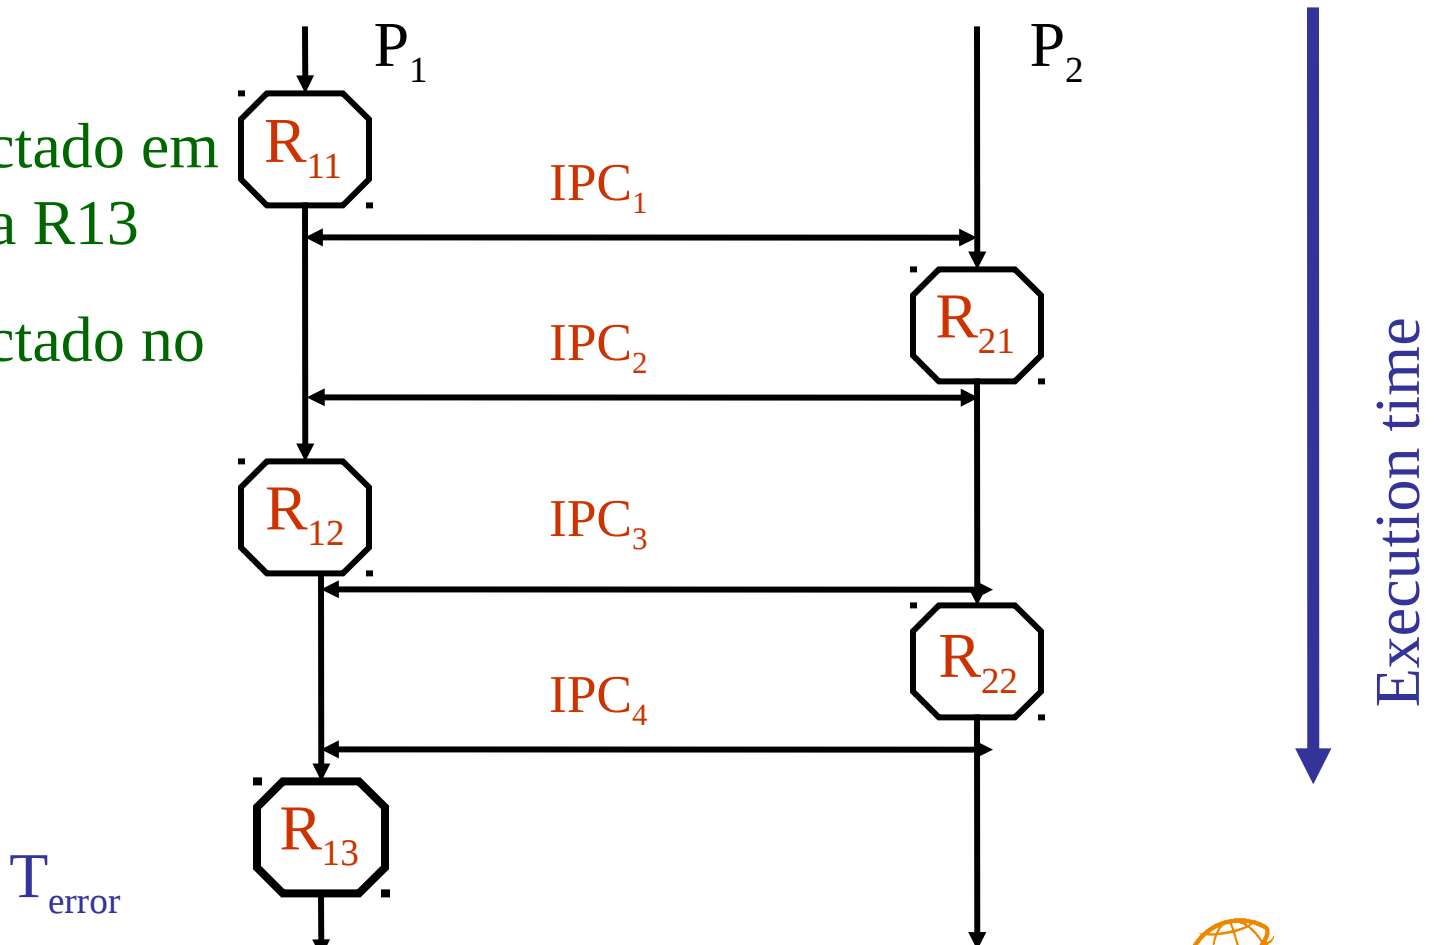 P1
P2
ctado em
R11
IPC1
a R13
R21
IPC2
ctado no
R12
IPC3
R22
IPC4
Execution time
R13
Terror